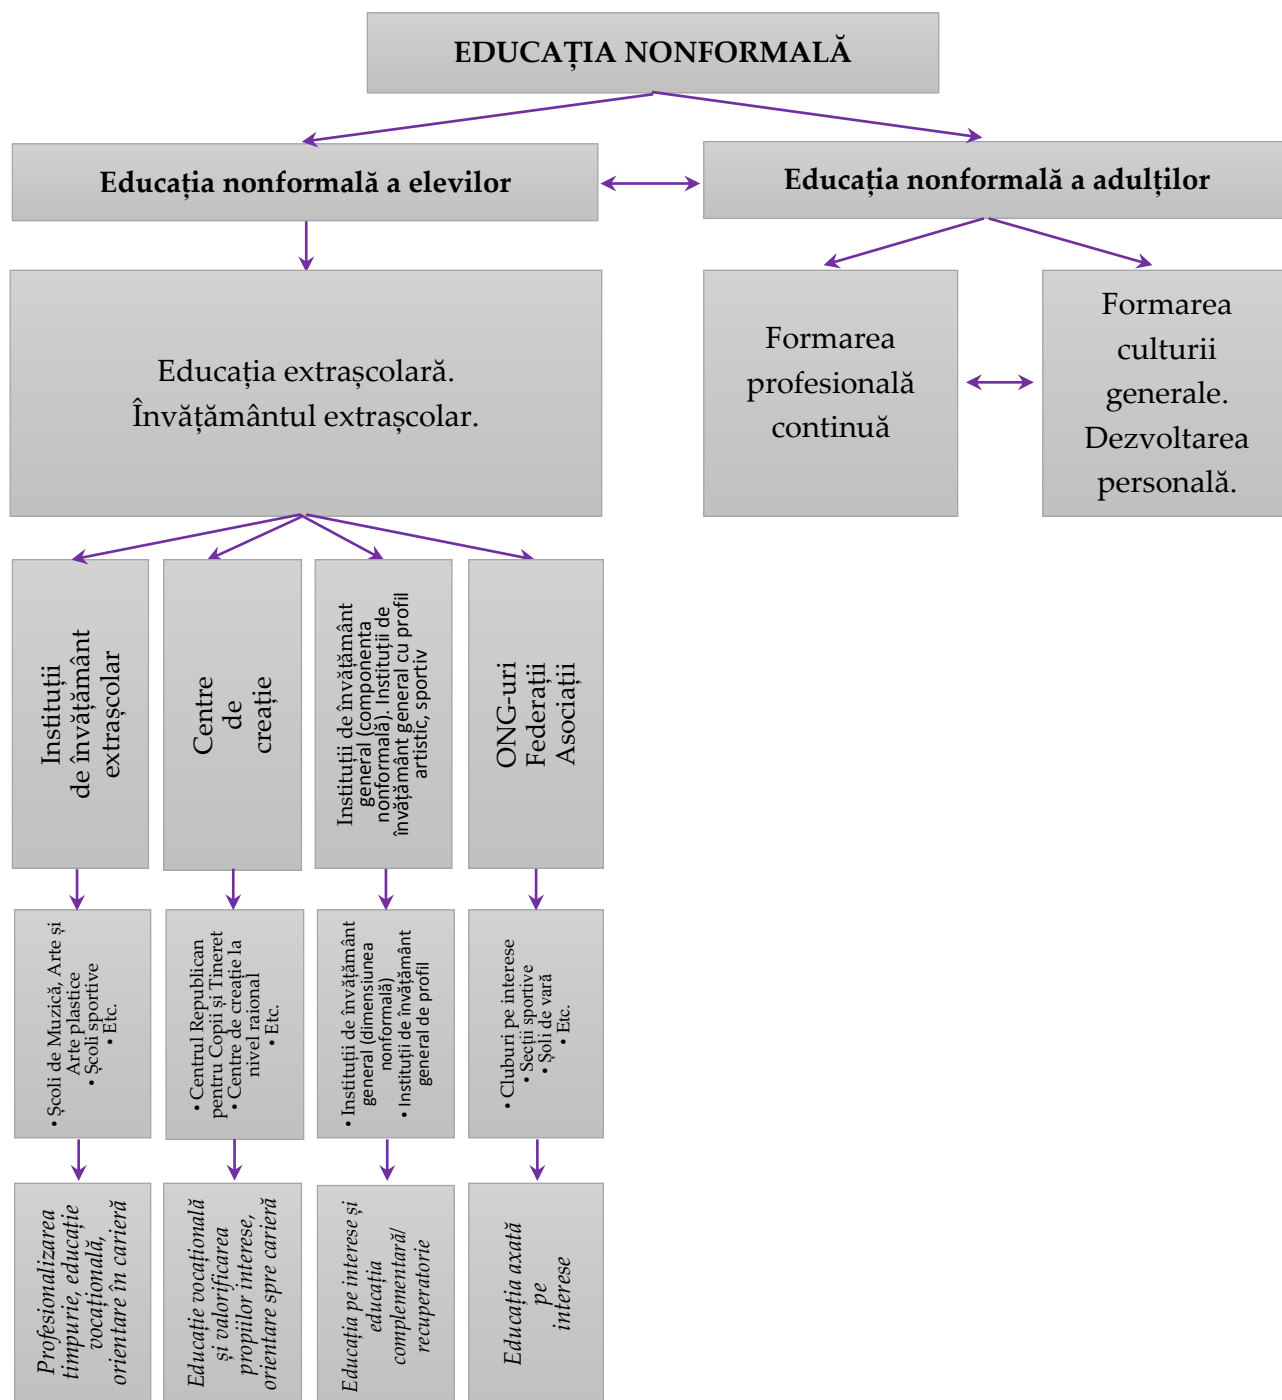 EDUCAȚIA NONFORMALĂ
Educația nonformală a elevilor
Educația nonformală a adulților
Educația extrașcolară.
Învățământul extrașcolar.
Formarea
profesională
continuă
Formarea
culturii
generale.
Dezvoltarea
personală.
Instituții
de învățământ
extrașcolar
Centre
de
creație
Instituții de învățământ
general (componenta
nonformală). Instituții de
învățământ general cu profil
artistic, sportiv
ONG-uri
Federații
Asociații
• Școli de Muzică, Arte și
Arte plastice
• Școli sportive
• Etc.
• Centrul Republican
pentru Copii și Tineret
• Centre de creație la
nivel raional
• Etc.
• Instituții de învățământ
general (dimensiunea
nonformală)
• Instituții de învățământ
general de profil
• Cluburi pe interese
• Secții sportive
• Șoli de vară
• Etc.
Profesionalizarea
timpurie, educație
vocațională,
orientare în carieră
Educație vocațională
și valorificarea
propiilor interese,
orientare spre carieră
Educația pe interese și
educația
complementară/
recuperatorie
Educația axată
pe
interese